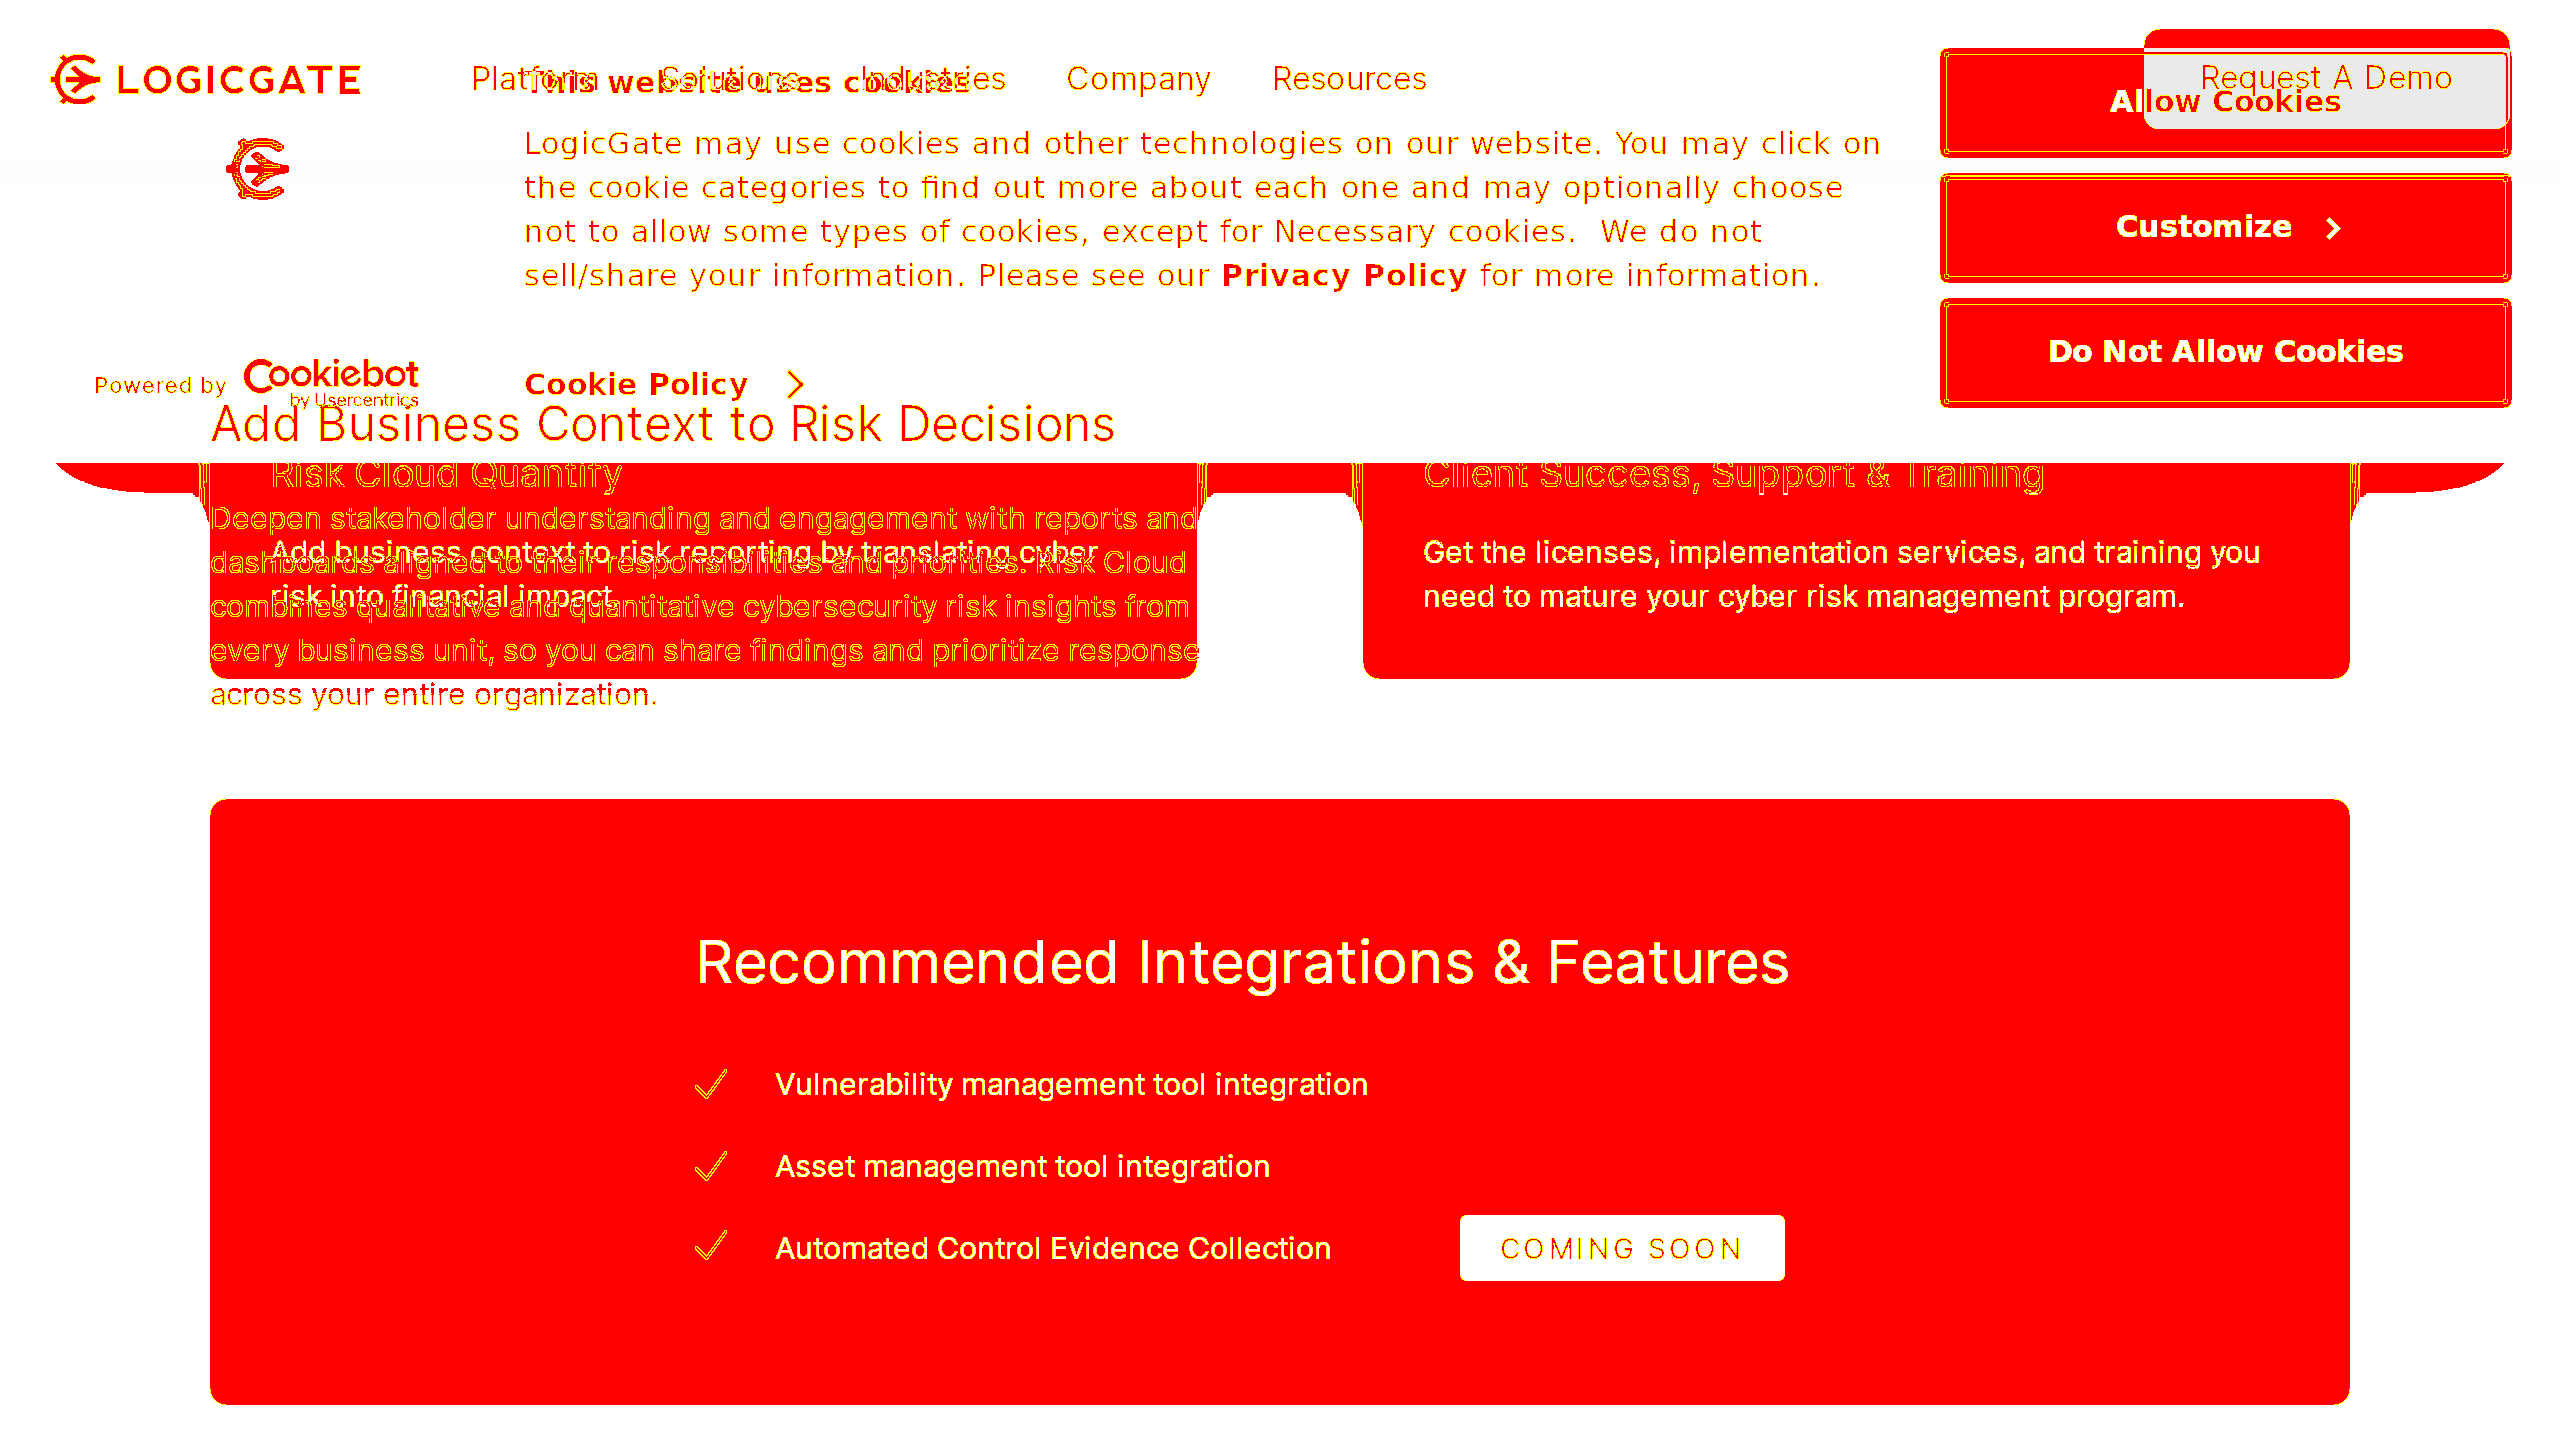 LOGICGATE
Platform Solutions Industries Company Resources
Request A Demo
This website uses cookies
LogicGate may use cookies and other technologies on our website. You may click on
the cookie categories to find out more about each one and may optionally choose
not to allow some types of cookies, except for Necessary cookies. We do not
sell/share your information. Please see our Privacy Policy for more information.
Allow Cookies
Customize
Do Not Allow Cookies
Powered by Cookiebot
by Usercentrics
Cookie Policy
Add Business Context to Risk Decisions
Risk Cloud Quantify
Deepen stakeholder understanding and engagement with reports and
dashboards aligned to their responsibilities and priorities. Risk Cloud
combines qualitative and quantitative cybersecurity risk insights from
every business unit, so you can share findings and prioritize response
across your entire organization.
Add business context to risk reporting by translating cyber
risk into financial impact
Client Success, Support & Training
Get the licenses, implementation services, and training you
need to mature your cyber risk management program.
Recommended Integrations & Features
Vulnerability management tool integration
Asset management tool integration
Automated Control Evidence Collection
COMING SOON